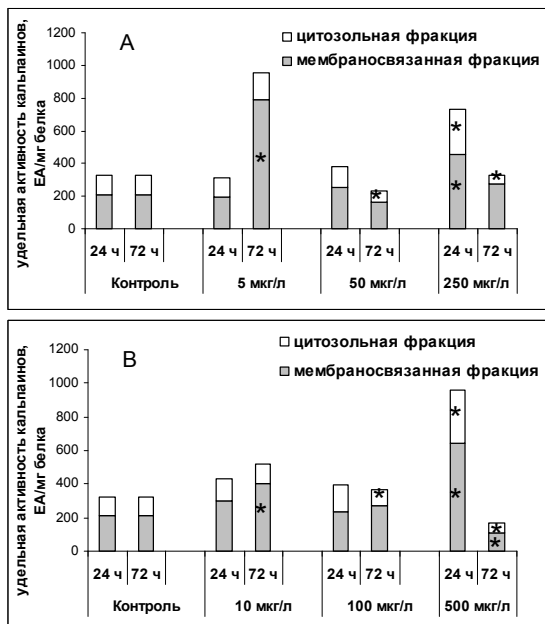 A
цитозольная фракция
мембраносвязанная фракция
удельная активность кальпаинов,
ЕА/мг белка
1200
1000
800
600
400
200
0
* * * * *
24 ч 72 ч 24 ч 72 ч 24 ч 72 ч 24 ч 72 ч
Контроль 5 мкг/л 50 мкг/л 250 мкг/л
B
цитозольная фракция
мембраносвязанная фракция
удельная активность кальпаинов,
ЕА/мг белка
1200
1000
800
600
400
200
0
* * * * * *
24 ч 72 ч 24 ч 72 ч 24 ч 72 ч 24 ч 72 ч
Контроль 10 мкг/л 100 мкг/л 500 мкг/л